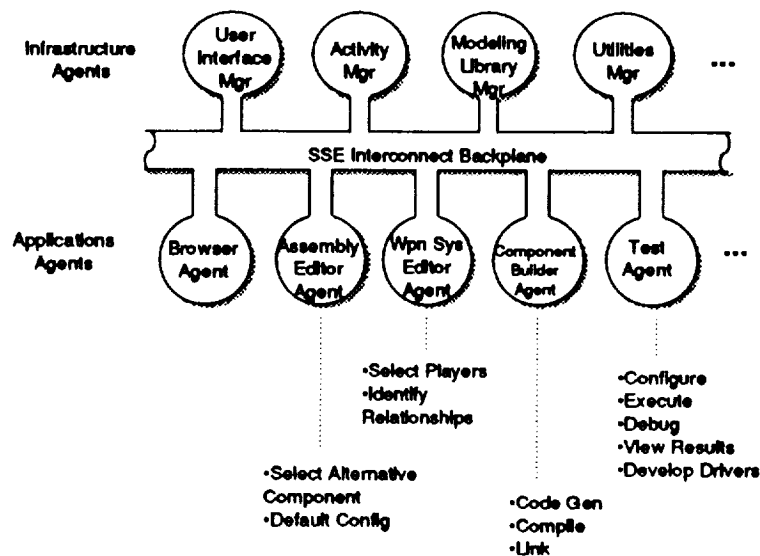 Infrastructure
Agents
User
Interface
Mgr
Activity
Mgr
Modeling
Library
Mgr
Utilities
Mgr
...
SSE Interconnect Backplane
Applications
Agents
Browser
Agent
Assembly
Editor
Agent
Wpn Sys
Editor
Agent
Component
Builder
Agent
Test
Agent
...
•Select Players
•Identify
Relationships
•Configure
•Execute
•Debug
•View Results
•Develop Drivers
•Select Alternative
Component
•Default Config
•Code Gen
•Compile
•Link